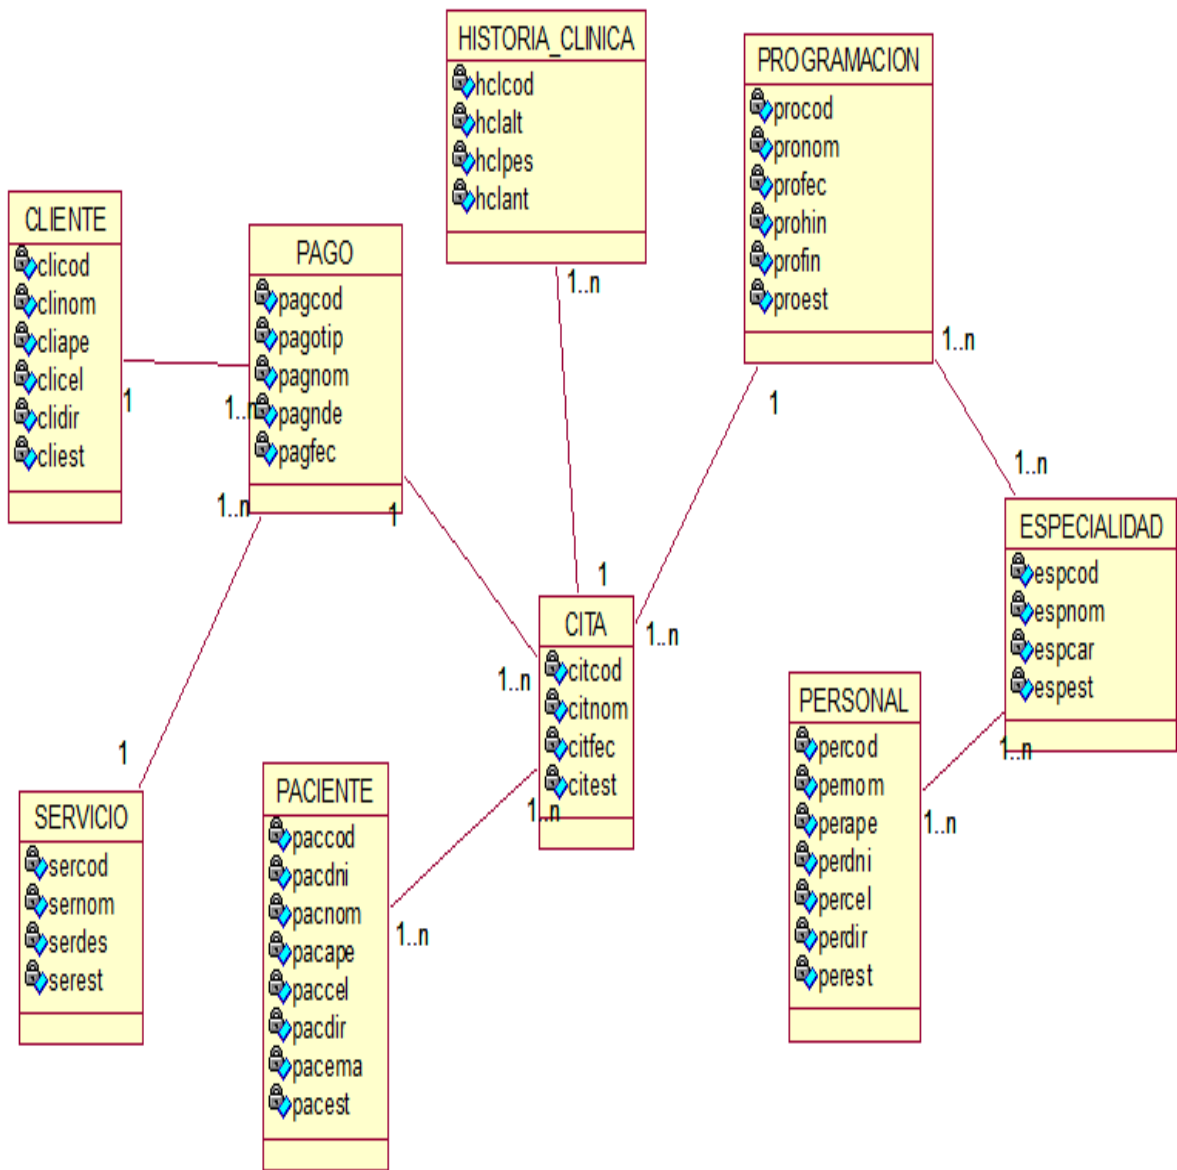 HISTORIA_CLINICA
hclcod
hclalt
hclpes
hclant
1..n
PROGRAMACION
procod
pronom
profec
prohin
profin
proest
1..n
1
CLIENTE
clicod
clinom
cliape
clicel
clidir
cliest
1
PAGO
pagcod
pagotip
pagnom
pagnde
pagfec
1..n
1..n
1
1..n
ESPECIALIDAD
espcod
espnom
espcar
espest
1..n
1
CITA
citcod
citnom
citfec
citest
1..n
1..n
1..n
PERSONAL
percod
pernom
perape
perdni
percel
perdir
perest
1..n
1
SERVICIO
sercod
sernom
serdes
serest
PACIENTE
paccod
pacdni
pacnom
pacape
paccel
pacdir
pacema
pacest
1..n